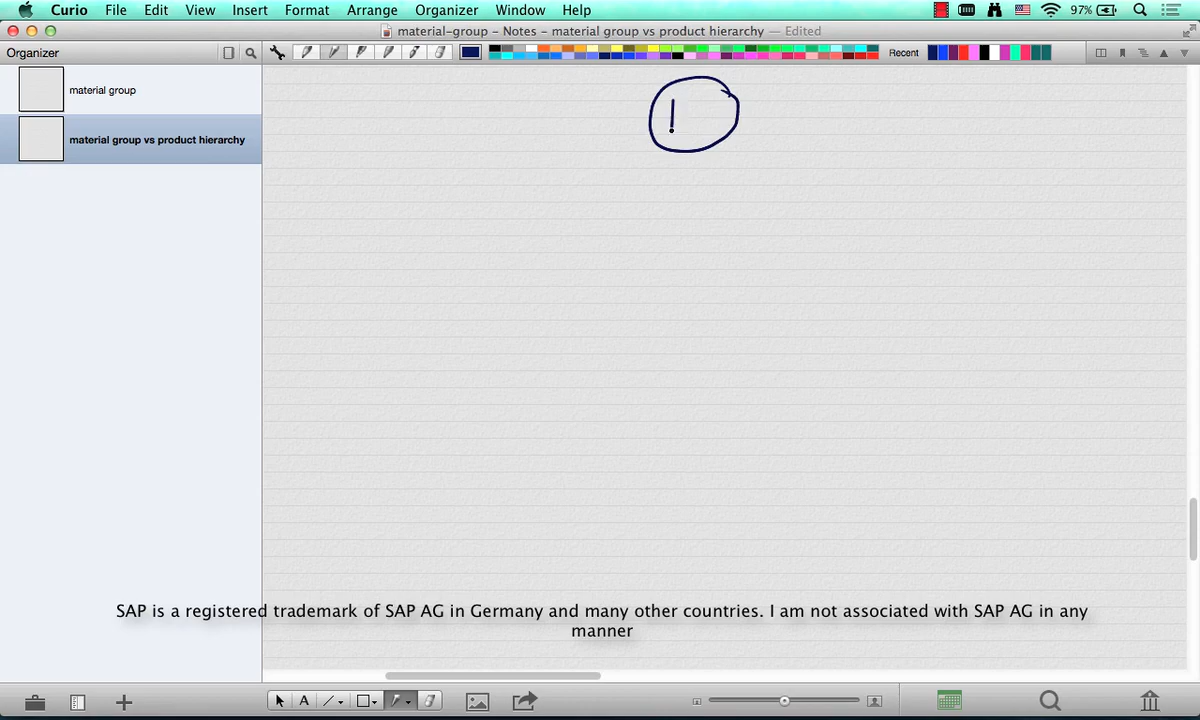 Curio File Edit View Insert Format Arrange Organizer Window Help 97%
material-group – Notes – material group vs product hierarchy — Edited
Organizer Recent
material group
material group vs product hierarchy
SAP is a registered trademark of SAP AG in Germany and many other countries. I am not associated with SAP AG in any
manner
A